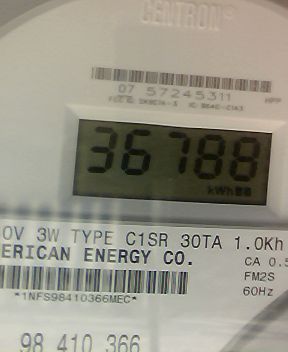 CENTRON®
07 57245311
36788
kWh
0V 3W TYPE C1SR 30TA 1.0Kh
ERICAN ENERGY CO.
CA 0.5
FM2S
*1NFS98410366MEC*
60Hz
98 410 366